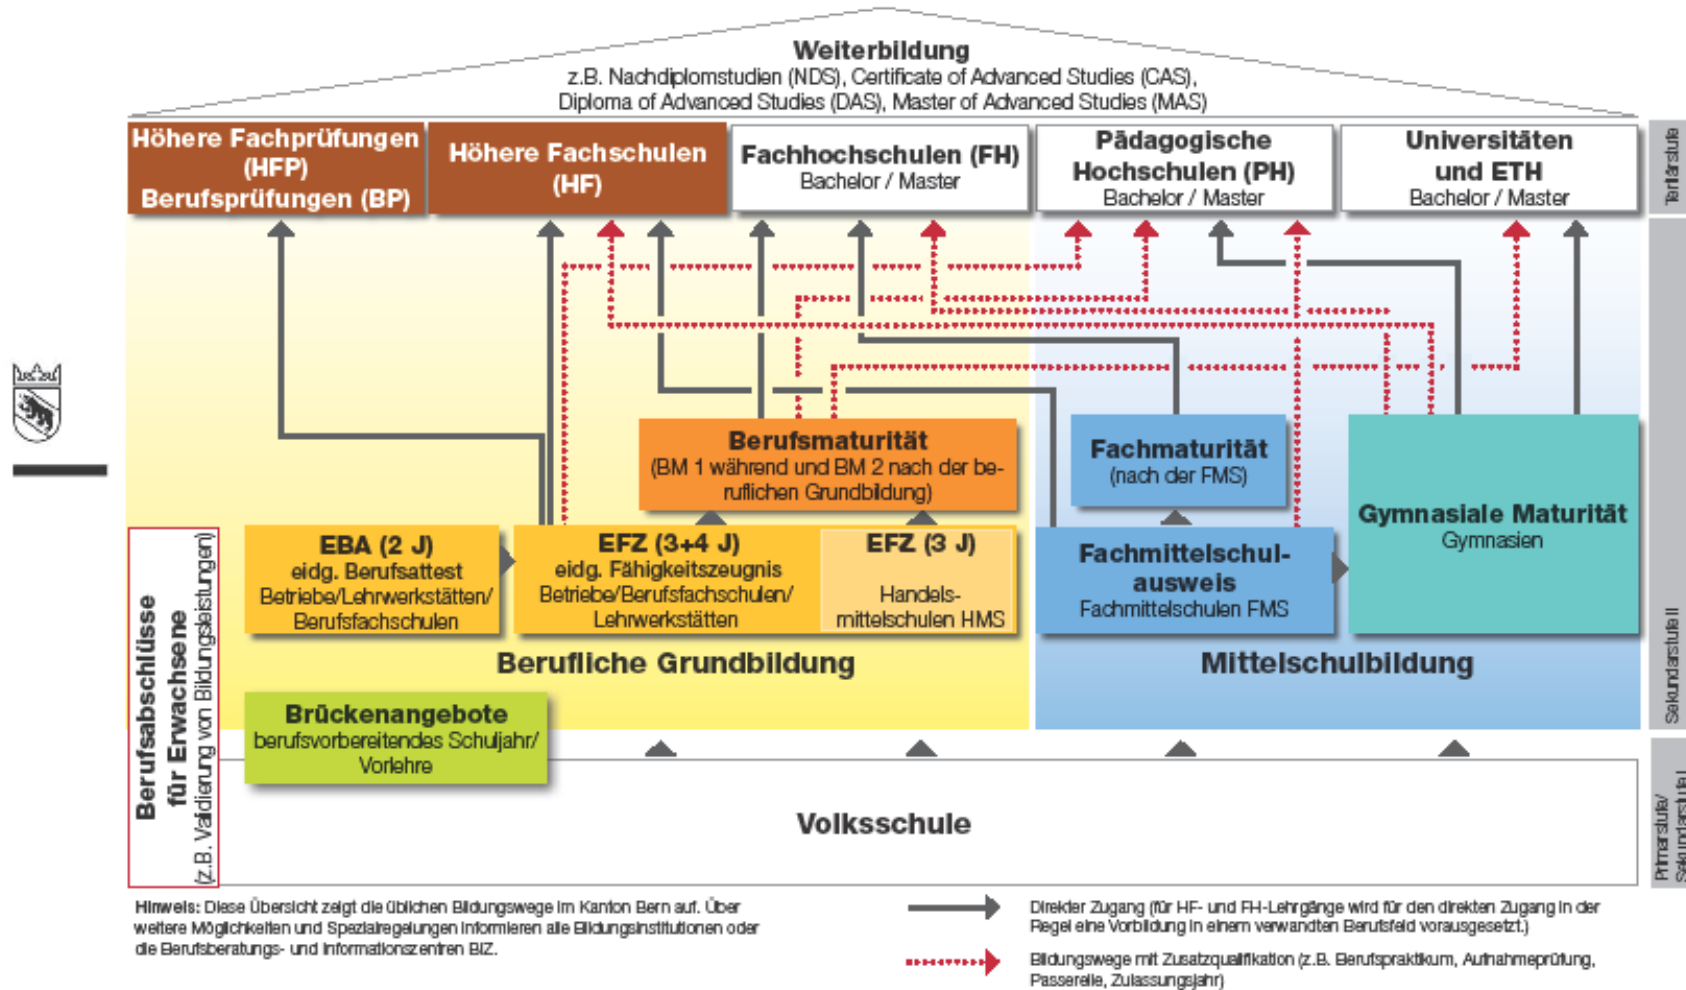 Weiterbildung
z.B. Nachdiplomstudien (NDS), Certificate of Advanced Studies (CAS),
Diploma of Advanced Studies (DAS), Master of Advanced Studies (MAS)
Höhere Fachprüfungen
(HFP)
Berufsprüfungen (BP)
Höhere Fachschulen
(HF)
Fachhochschulen (FH)
Bachelor / Master
Pädagogische
Hochschulen (PH)
Bachelor / Master
Universitäten
und ETH
Bachelor / Master
Tertiärstufe
Berufsmaturität
(BM 1 während und BM 2 nach der be-
ruflichen Grundbildung)
Fachmaturität
(nach der FMS)
Gymnasiale Maturität
Gymnasien
EBA (2 J)
eidg. Berufsattest
Betriebe/Lehrwerkstätten/
Berufsfachschulen
EFZ (3+4 J)
eidg. Fähigkeitszeugnis
Betriebe/Berufsfachschulen/
Lehrwerkstätten
EFZ (3 J)
Handels-
mittelschulen HMS
Fachmittelschul-
ausweis
Fachmittelschulen FMS
Berufliche Grundbildung
Mittelschulbildung
Sekundarstufe II
Berufsabschlüsse
für Erwachsene
(z.B. Validierung von Bildungsleistungen)
Brückenangebote
berufsvorbereitendes Schuljahr/
Vorlehre
Volksschule
Primarstufe/
Sekundarstufe I
Hinweis: Diese Übersicht zeigt die üblichen Bildungswege im Kanton Bern auf. Über
weitere Möglichkeiten und Spezialregelungen informieren alle Bildungsinstitutionen oder
die Berufsberatungs- und Informationszentren BIZ.
Direkter Zugang (für HF- und FH-Lehrgänge wird für den direkten Zugang in der
Regel eine Vorbildung in einem verwandten Berufsfeld vorausgesetzt.)
Bildungswege mit Zusatzqualifikation (z.B. Berufspraktikum, Aufnahmeprüfung,
Passerelle, Zulassungsjahr)